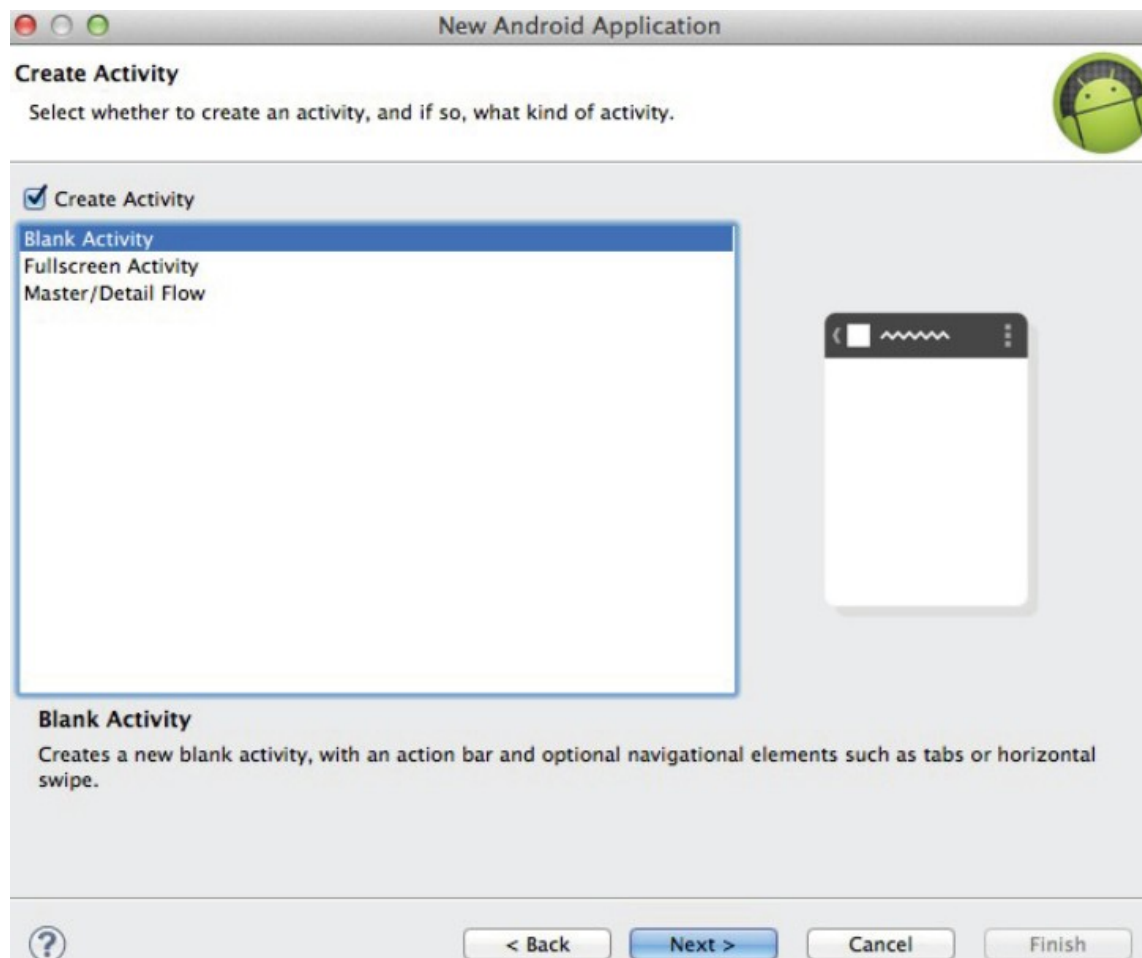 New Android Application
Create Activity
Select whether to create an activity, and if so, what kind of activity.
Create Activity
Blank Activity
Fullscreen Activity
Master/Detail Flow
Blank Activity
Creates a new blank activity, with an action bar and optional navigational elements such as tabs or horizontal
swipe.
? < Back Next > Cancel Finish